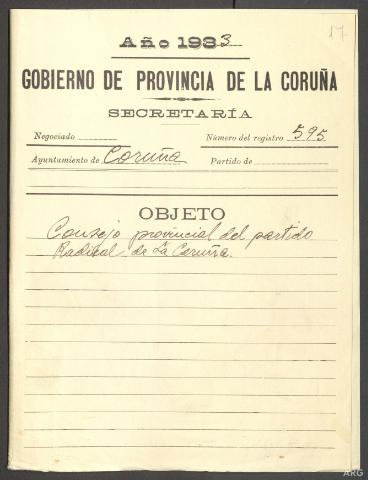 17
Año 1933
GOBIERNO DE PROVINCIA DE LA CORUÑA
SECRETARÍA
Negociado
Número del registro 595
Ayuntamiento de Coruña
Partido de
OBJETO
Consejo provincial del partido
Radical de La Coruña.
ARG